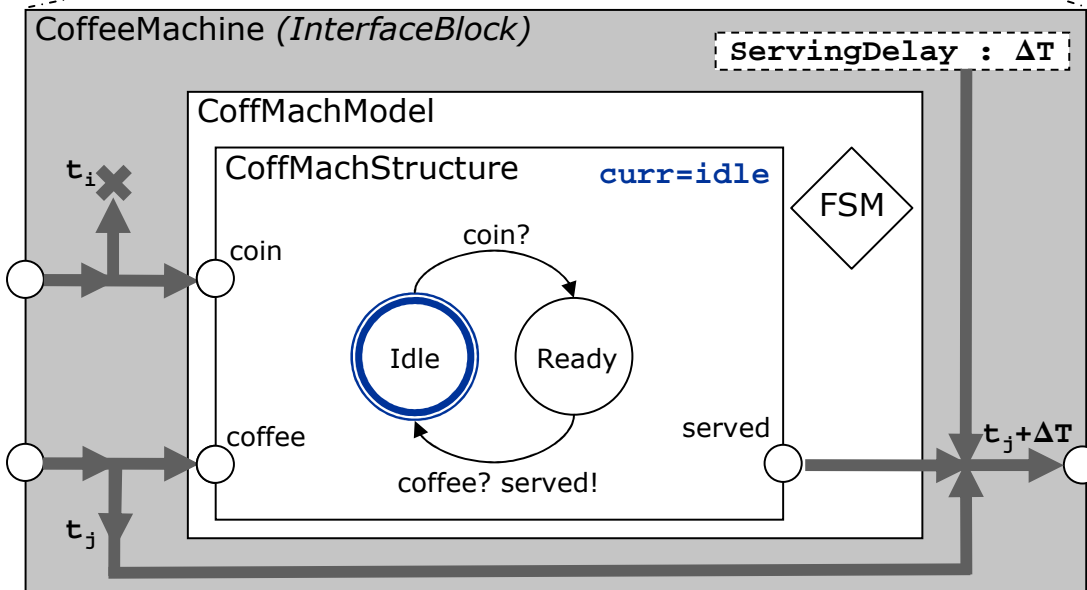 CoffeeMachine (InterfaceBlock)
ServingDelay : ΔT
CoffMachModel
CoffMachStructure
curr=idle
FSM
tᵢ
coin
coin?
Idle
Ready
coffee
served
tⱼ+ΔT
coffee? served!
tⱼ